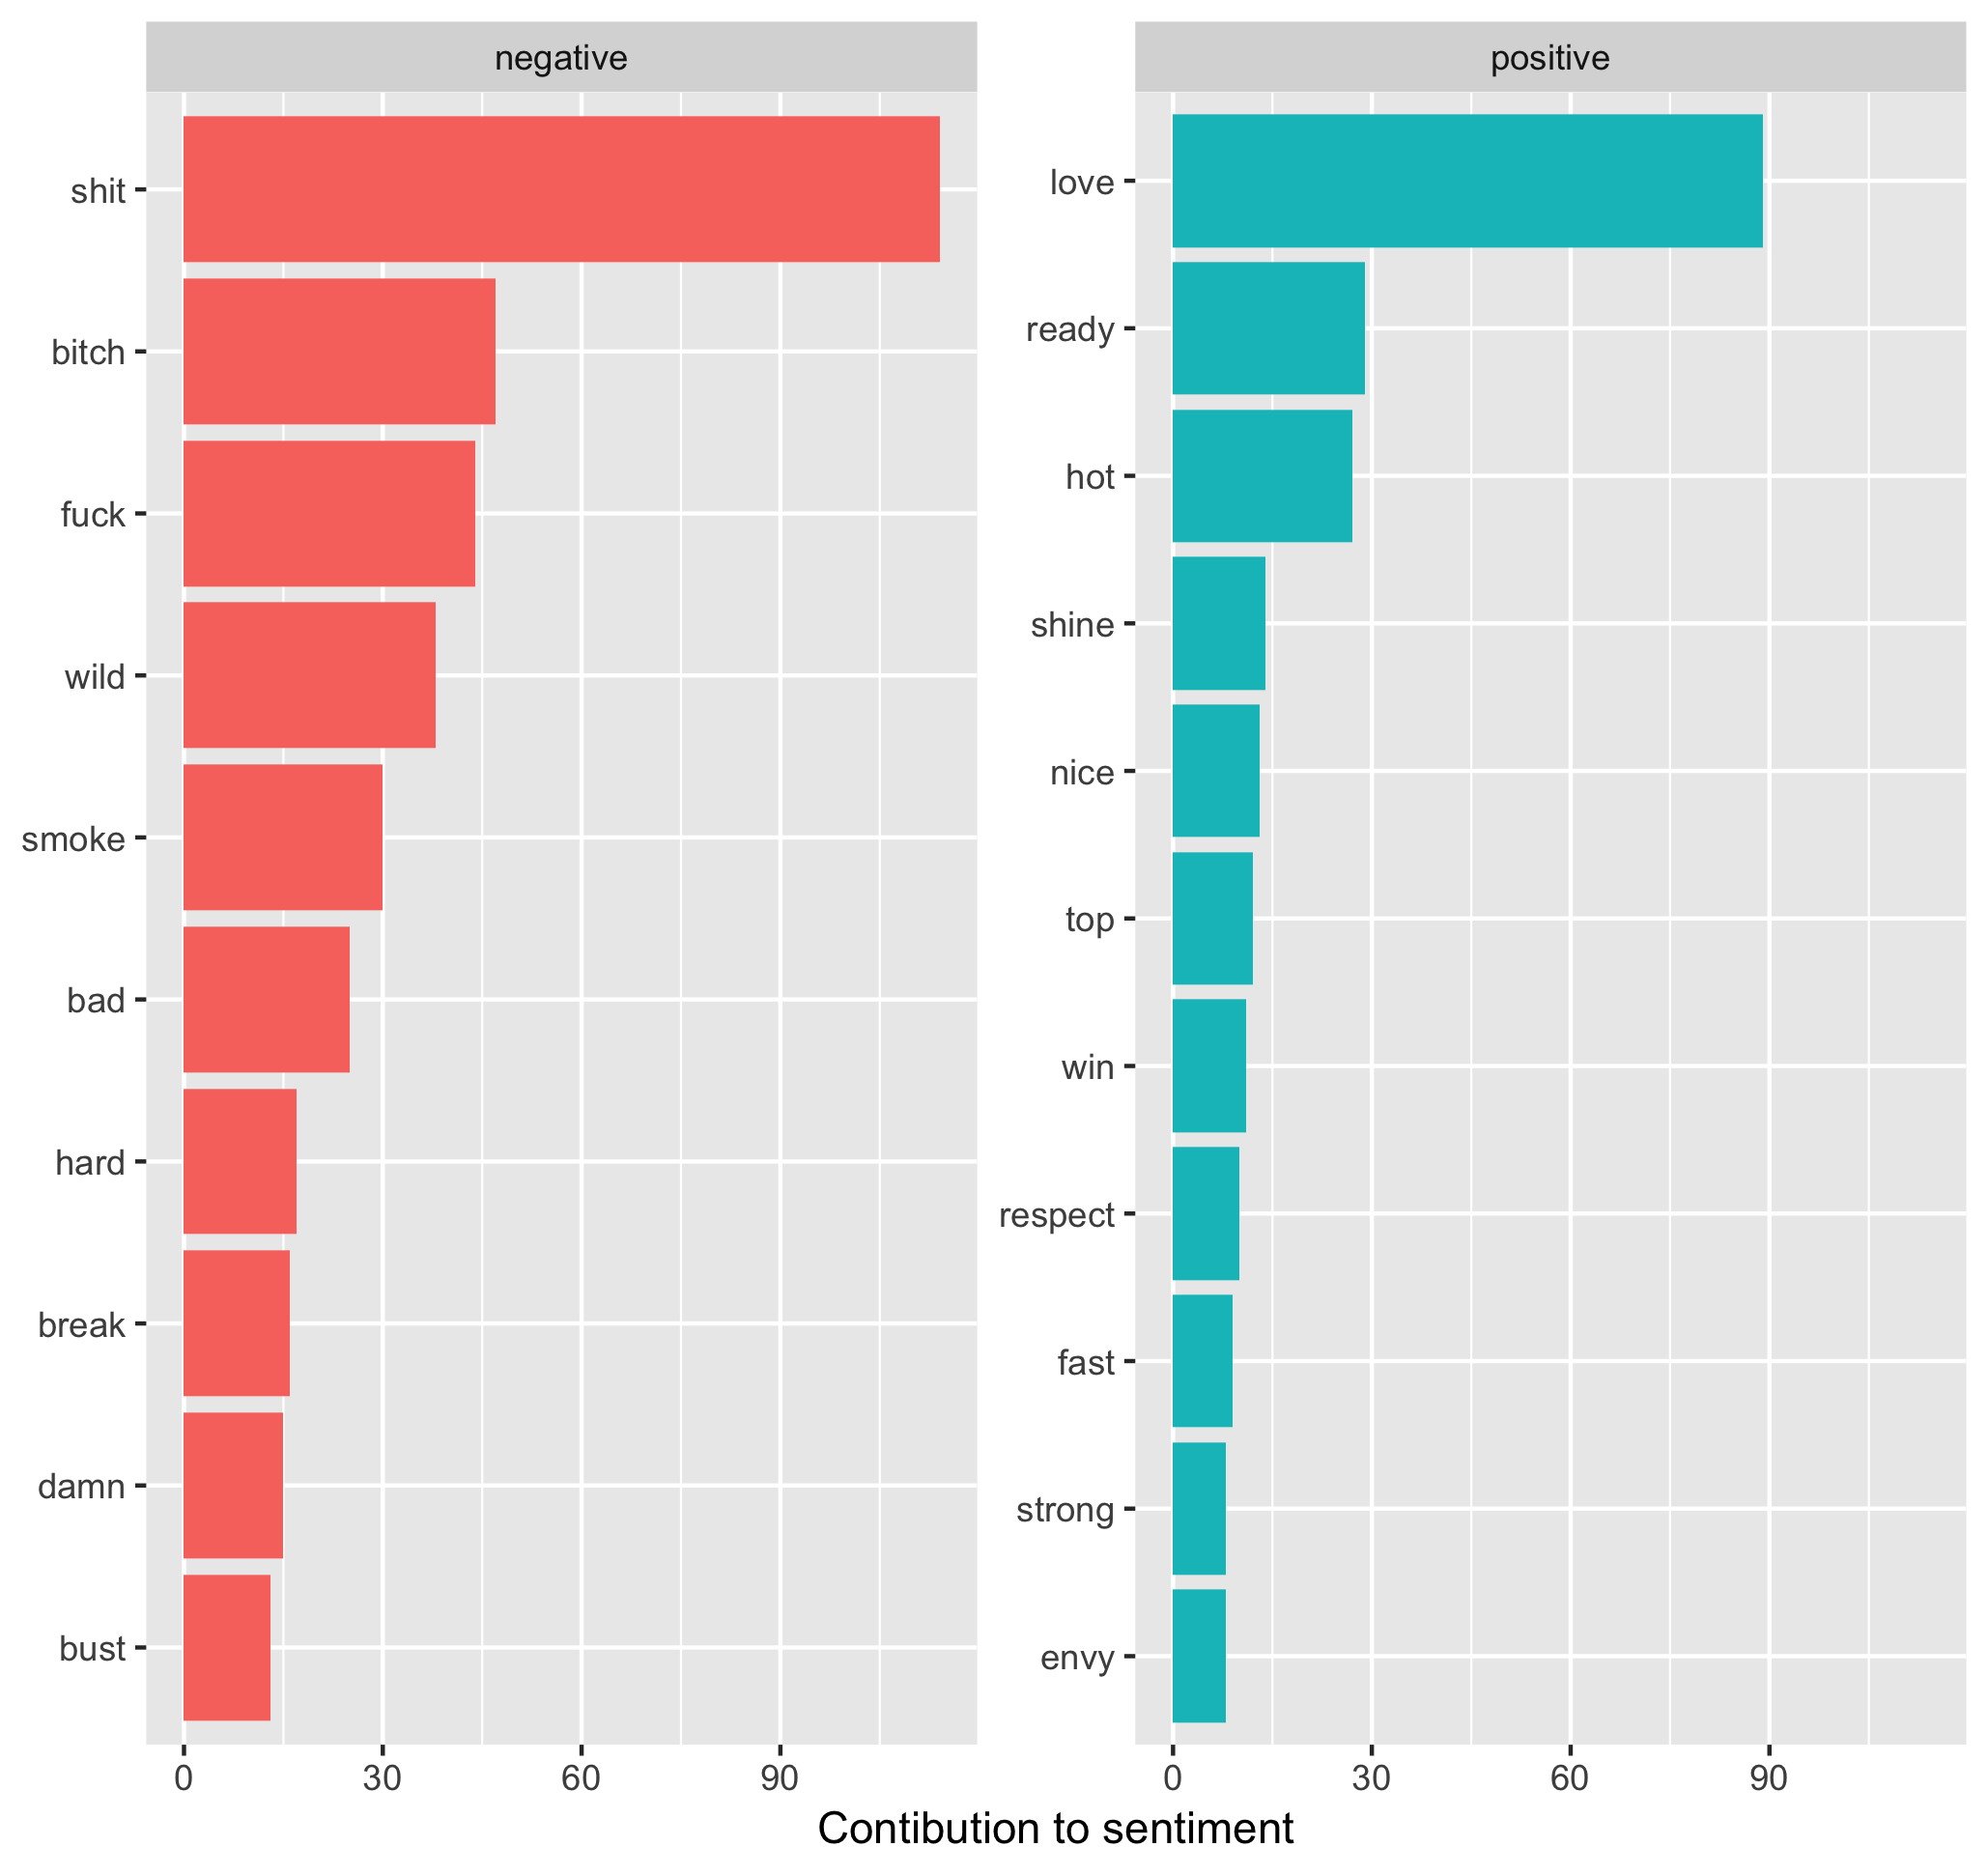 negative
shit
bitch
fuck
wild
smoke
bad
hard
break
damn
bust
0 30 60 90
positive
love
ready
hot
shine
nice
top
win
respect
fast
strong
envy
0 30 60 90
Contibution to sentiment